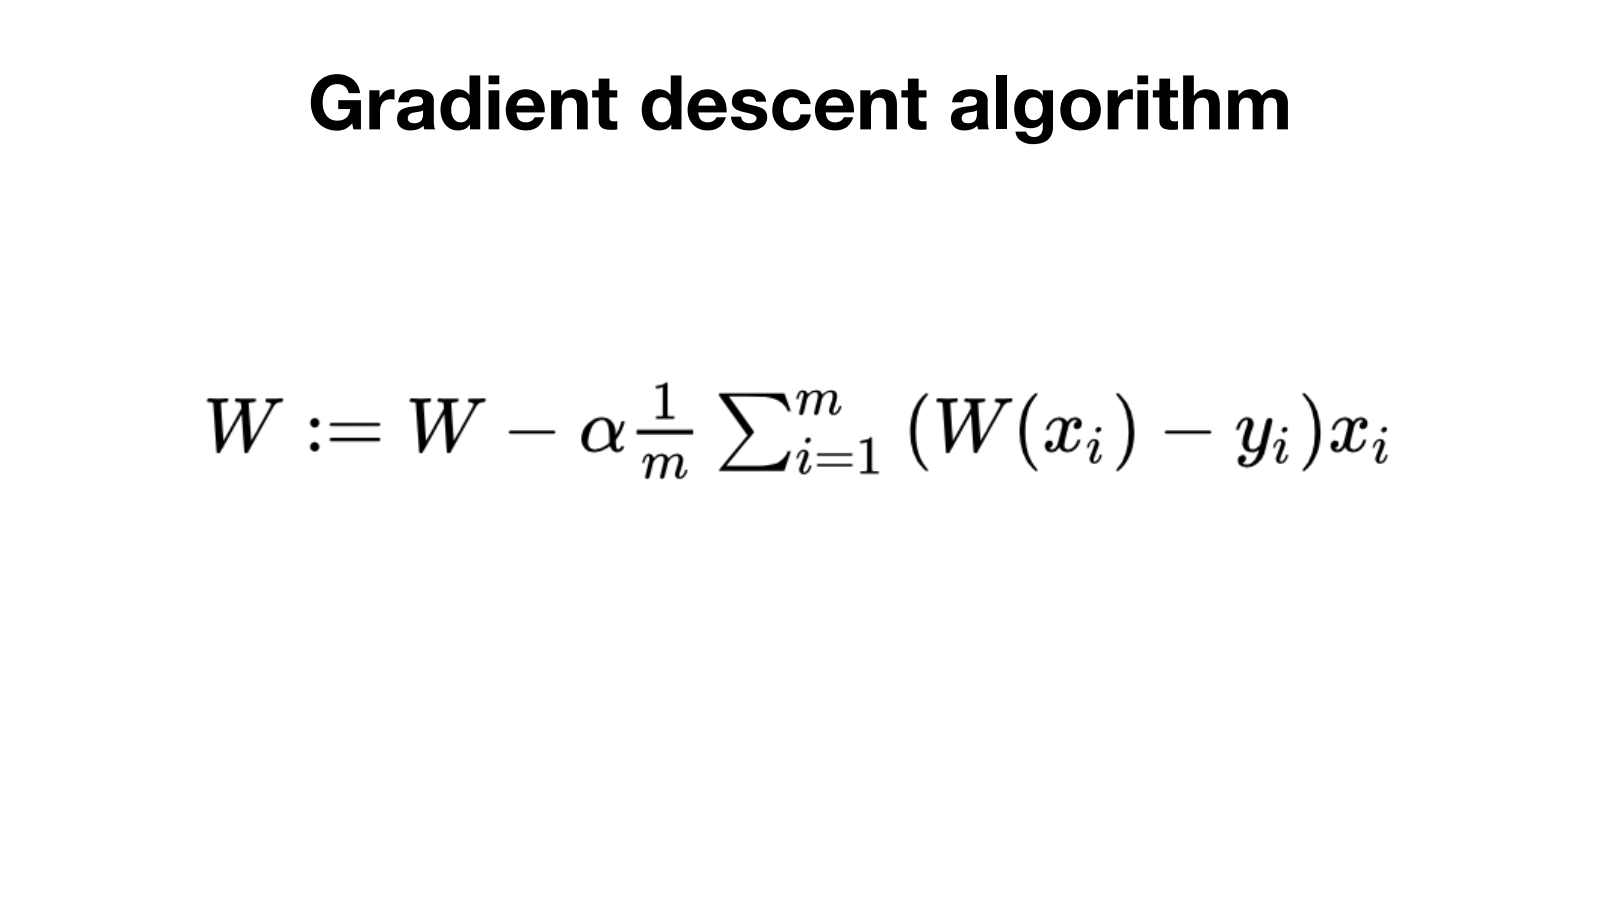 Gradient descent algorithm
W := W − α 1/m ∑_{i=1}^{m} (W(x_i) − y_i)x_i